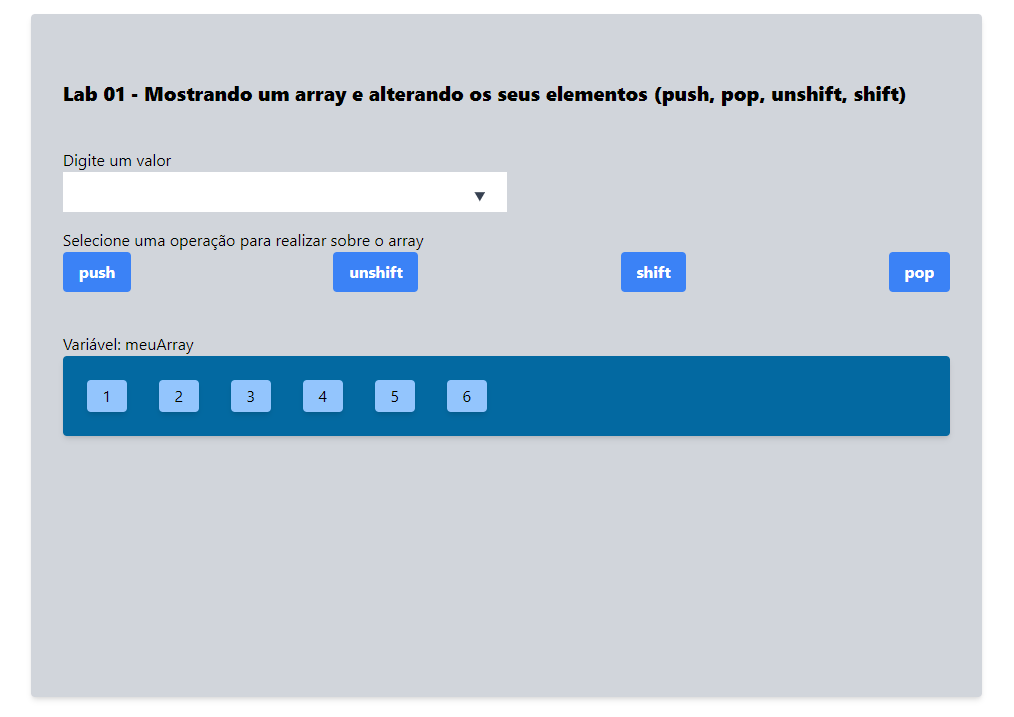 Lab 01 - Mostrando um array e alterando os seus elementos (push, pop, unshift, shift)
Digite um valor
Selecione uma operação para realizar sobre o array
push unshift shift pop
Variável: meuArray
1 2 3 4 5 6